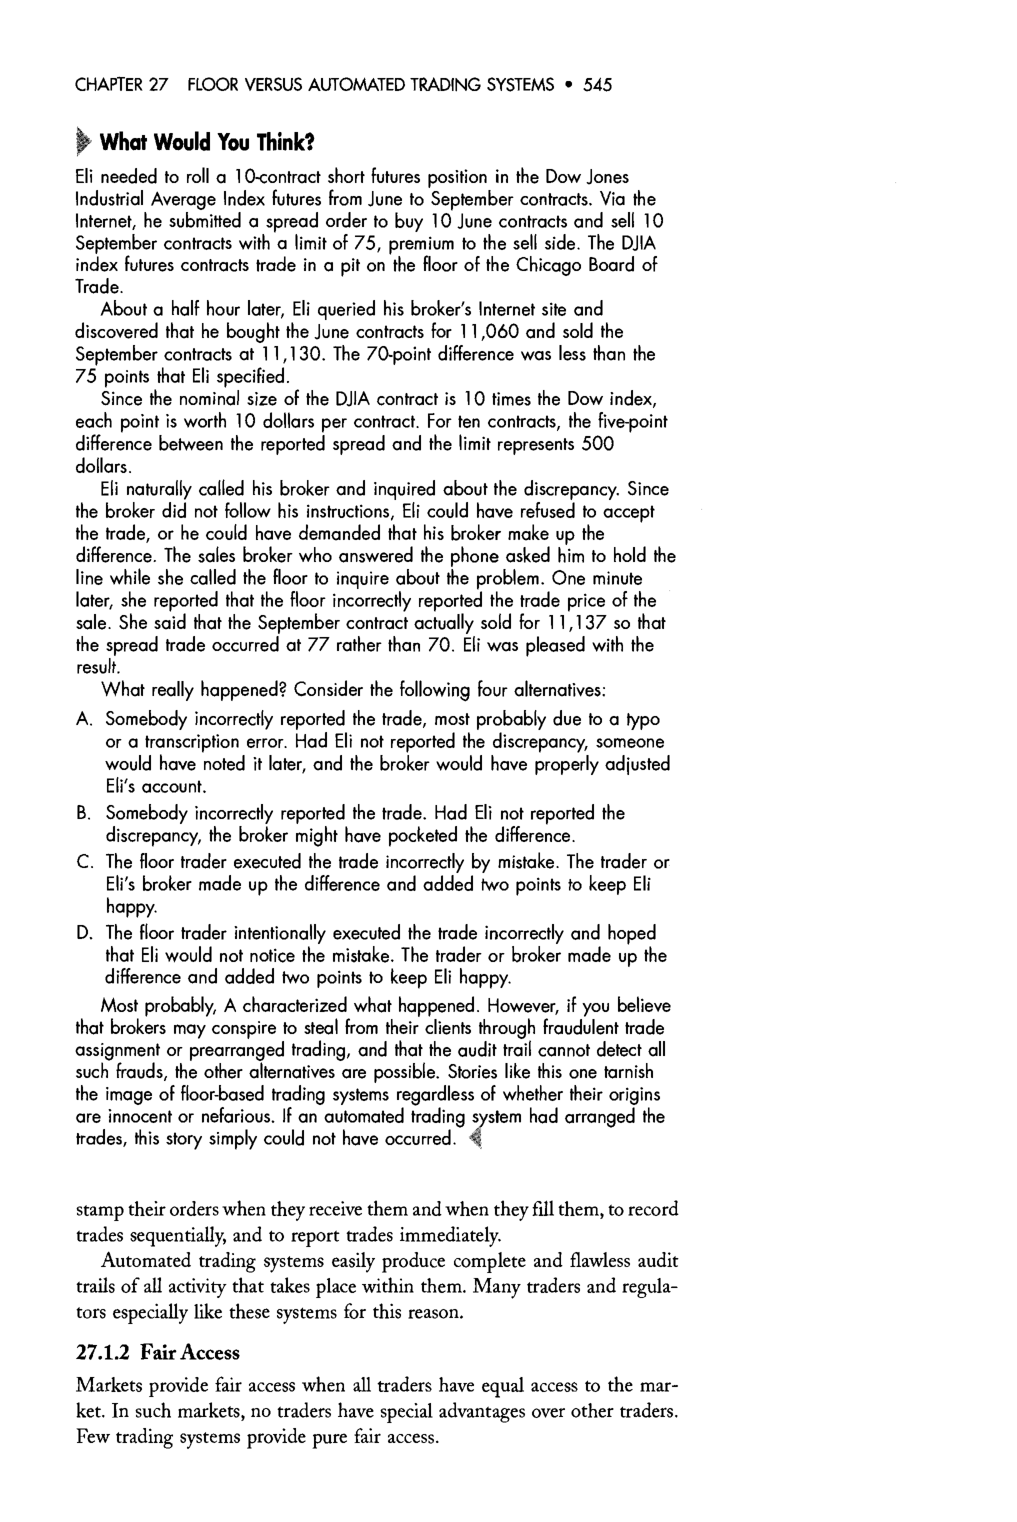 CHAPTER 27 FLOOR VERSUS AUTOMATED TRADING SYSTEMS • 545
What Would You Think?
Eli needed to roll a 10-contract short futures position in the Dow Jones
Industrial Average Index futures from June to September contracts. Via the
Internet, he submitted a spread order to buy 10 June contracts and sell 10
September contracts with a limit of 75, premium to the sell side. The DJIA
index futures contracts trade in a pit on the floor of the Chicago Board of
Trade.
About a half hour later, Eli queried his broker's Internet site and
discovered that he bought the June contracts for 11,060 and sold the
September contracts at 11,130. The 70-point difference was less than the
75 points that Eli specified.
Since the nominal size of the DJIA contract is 10 times the Dow index,
each point is worth 10 dollars per contract. For ten contracts, the five-point
difference between the reported spread and the limit represents 500
dollars.
Eli naturally called his broker and inquired about the discrepancy. Since
the broker did not follow his instructions, Eli could have refused to accept
the trade, or he could have demanded that his broker make up the
difference. The sales broker who answered the phone asked him to hold the
line while she called the floor to inquire about the problem. One minute
later, she reported that the floor incorrectly reported the trade price of the
sale. She said that the September contract actually sold for 11,137 so that
the spread trade occurred at 77 rather than 70. Eli was pleased with the
result.
What really happened? Consider the following four alternatives:
A. Somebody incorrectly reported the trade, most probably due to a typo
or a transcription error. Had Eli not reported the discrepancy, someone
would have noted it later, and the broker would have properly adjusted
Eli's account.
B. Somebody incorrectly reported the trade. Had Eli not reported the
discrepancy, the broker might have pocketed the difference.
C. The floor trader executed the trade incorrectly by mistake. The trader or
Eli's broker made up the difference and added two points to keep Eli
happy.
D. The floor trader intentionally executed the trade incorrectly and hoped
that Eli would not notice the mistake. The trader or broker made up the
difference and added two points to keep Eli happy.
Most probably, A characterized what happened. However, if you believe
that brokers may conspire to steal from their clients through fraudulent trade
assignment or prearranged trading, and that the audit trail cannot detect all
such frauds, the other alternatives are possible. Stories like this one tarnish
the image of floor-based trading systems regardless of whether their origins
are innocent or nefarious. If an automated trading system had arranged the
trades, this story simply could not have occurred.
stamp their orders when they receive them and when they fill them, to record
trades sequentially, and to report trades immediately.
Automated trading systems easily produce complete and flawless audit
trails of all activity that takes place within them. Many traders and regula-
tors especially like these systems for this reason.
27.1.2 Fair Access
Markets provide fair access when all traders have equal access to the mar-
ket. In such markets, no traders have special advantages over other traders.
Few trading systems provide pure fair access.